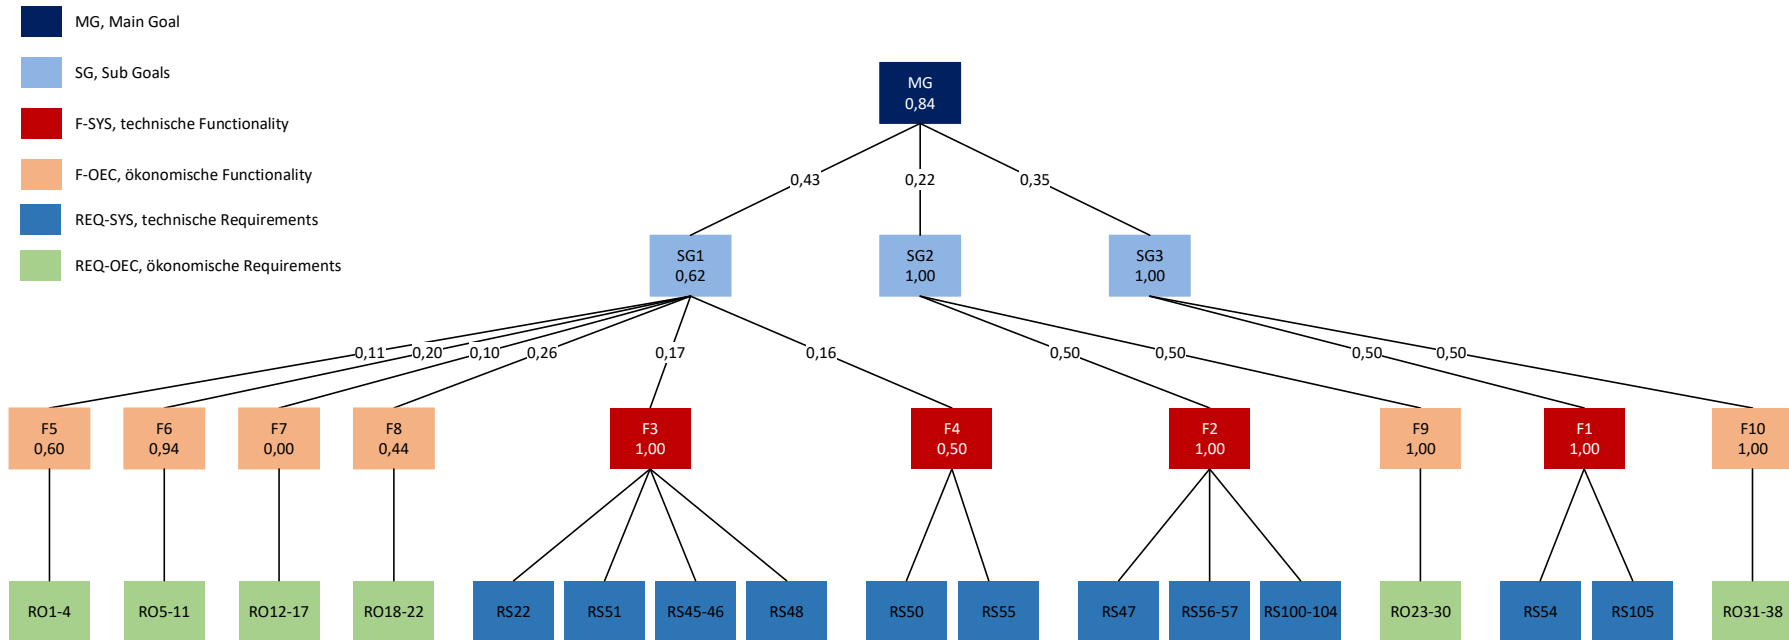 MG, Main Goal
SG, Sub Goals
F-SYS, technische Functionality
F-OEC, ökonomische Functionality
REQ-SYS, technische Requirements
REQ-OEC, ökonomische Requirements
MG
0,84
0,43
0,22
0,35
SG1
0,62
SG2
1,00
SG3
1,00
0,11
0,20
0,10
0,26
0,17
0,16
0,50
0,50
0,50
0,50
F5
0,60
F6
0,94
F7
0,00
F8
0,44
F3
1,00
F4
0,50
F2
1,00
F9
1,00
F1
1,00
F10
1,00
RO1-4
RO5-11
RO12-17
RO18-22
RS22
RS51
RS45-46
RS48
RS50
RS55
RS47
RS56-57
RS100-104
RO23-30
RS54
RS105
RO31-38